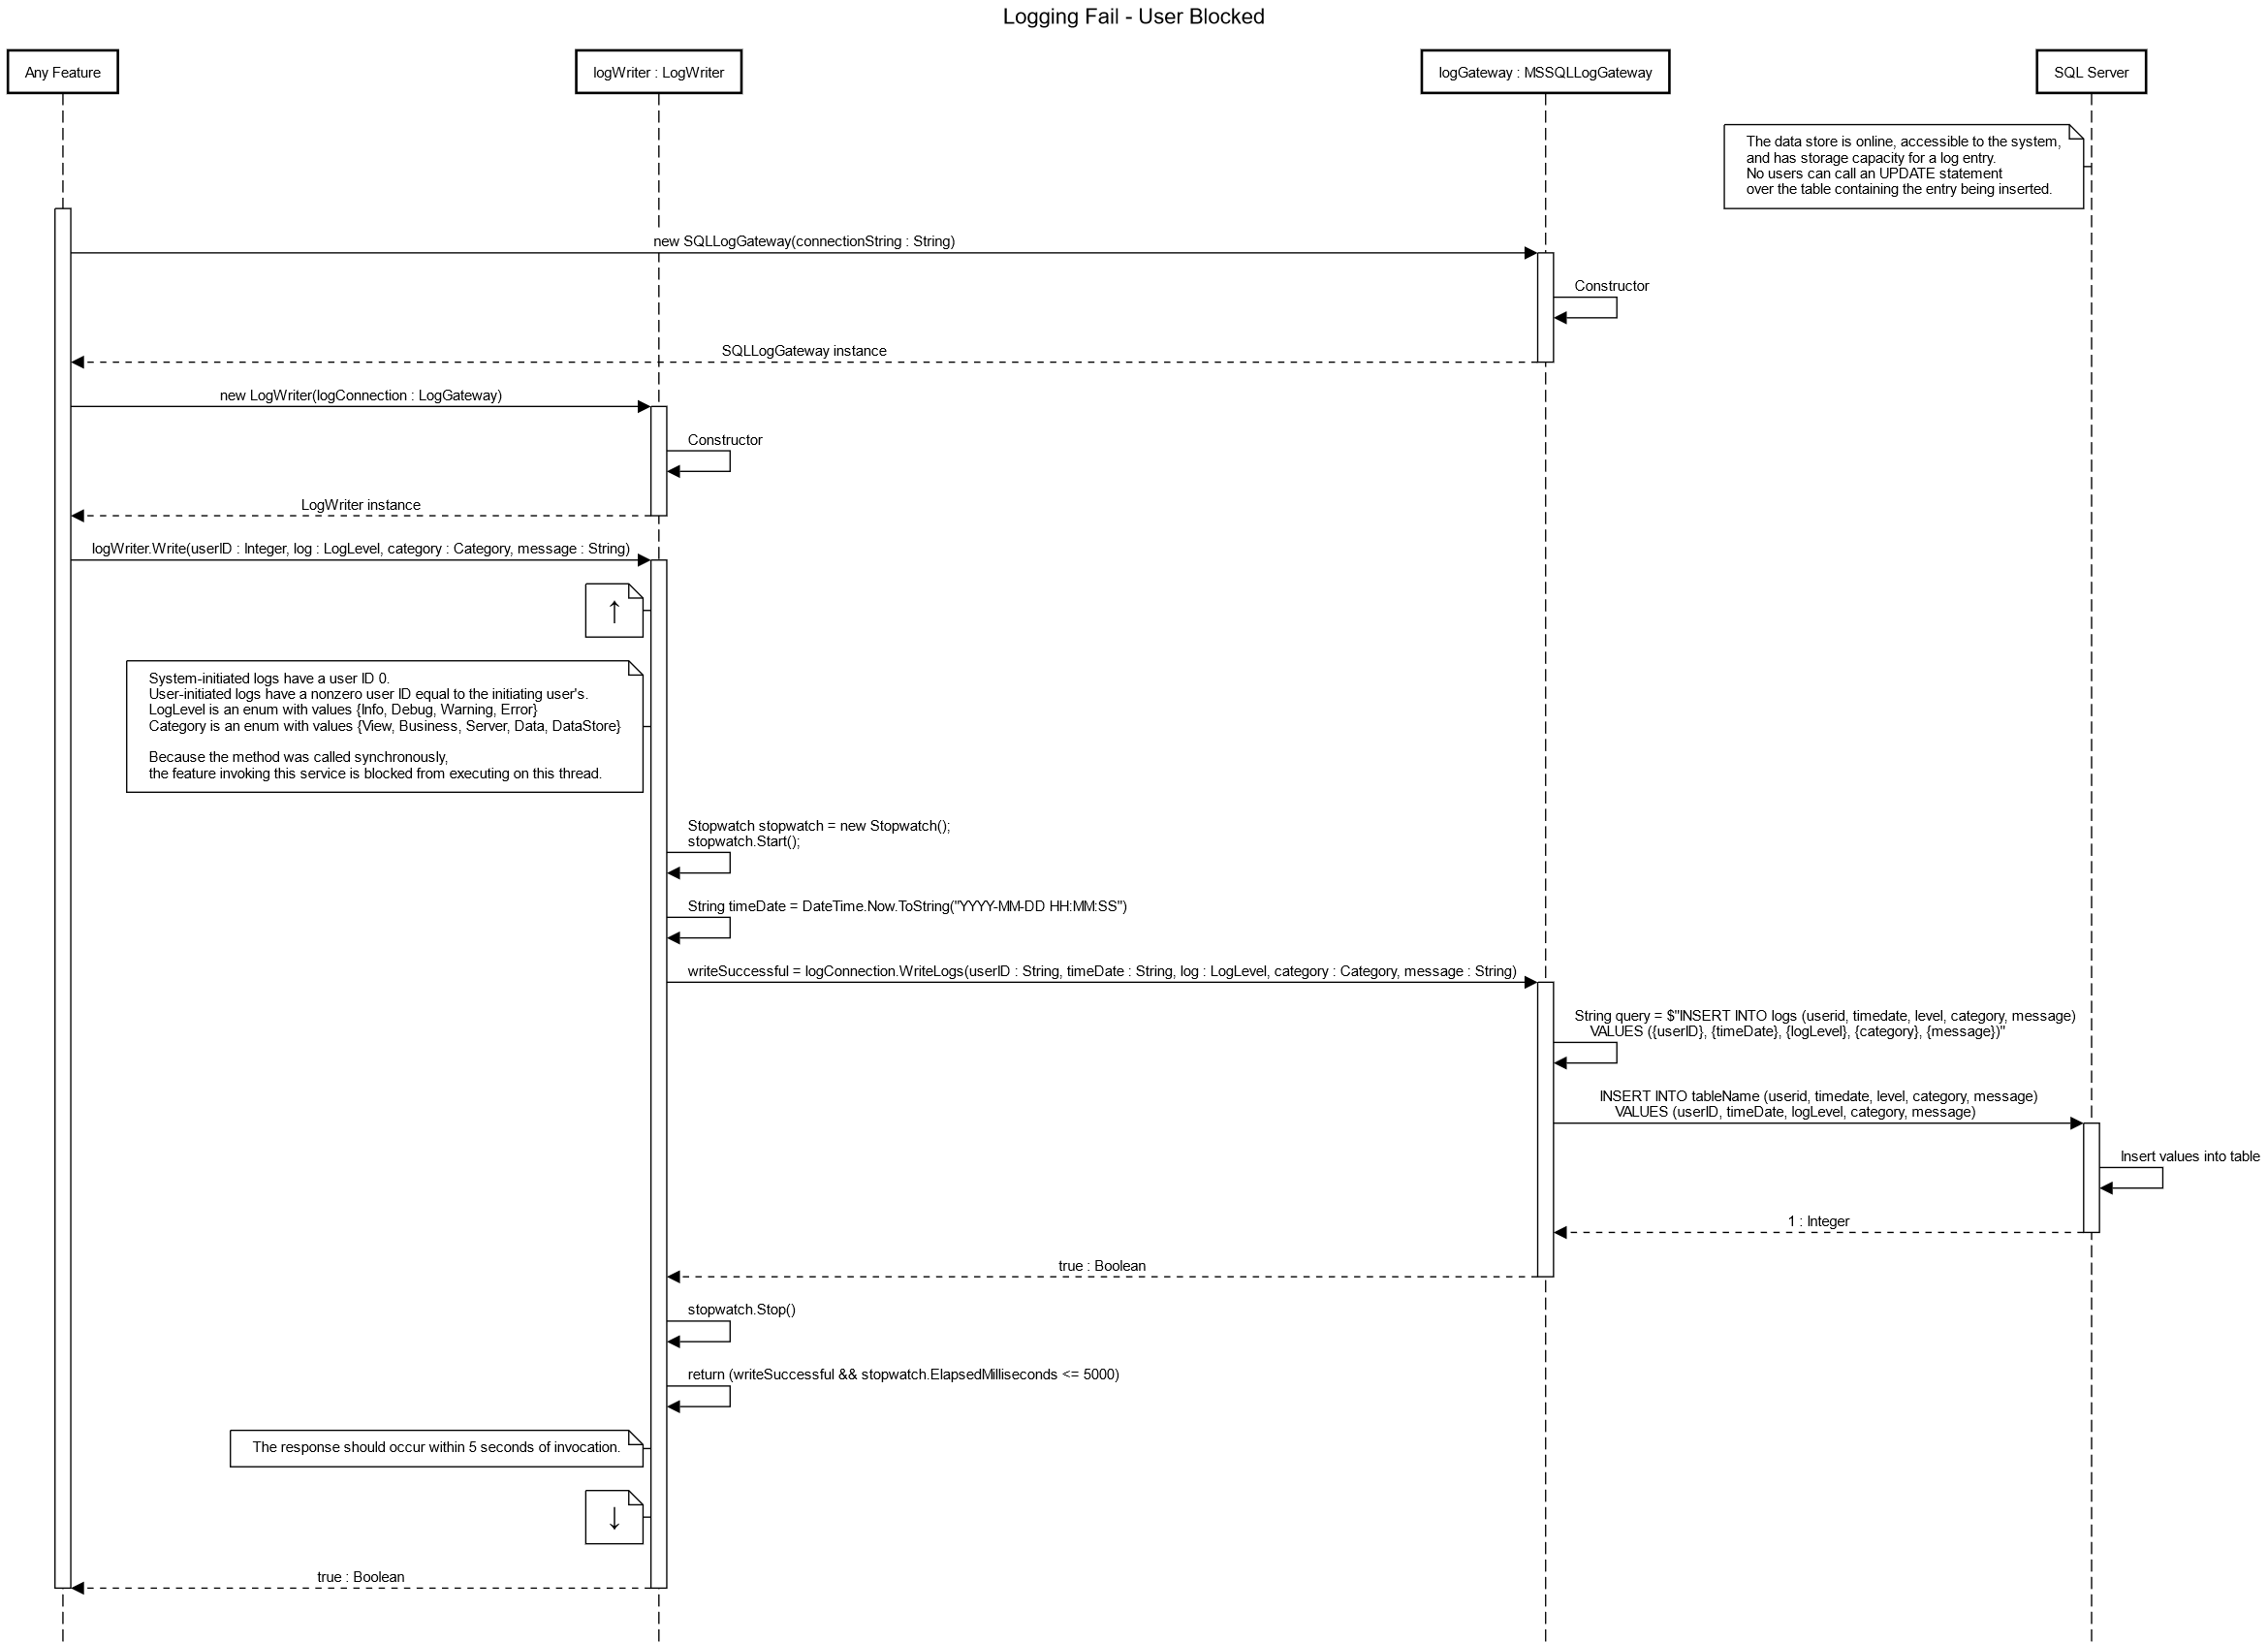 Logging Fail - User Blocked
Any Feature
logWriter : LogWriter
logGateway : MSSQLLogGateway
SQL Server
The data store is online, accessible to the system,
and has storage capacity for a log entry.
No users can call an UPDATE statement
over the table containing the entry being inserted.
new SQLLogGateway(connectionString : String)
Constructor
SQLLogGateway instance
new LogWriter(logConnection : LogGateway)
Constructor
LogWriter instance
logWriter.Write(userID : Integer, log : LogLevel, category : Category, message : String)
↑
System-initiated logs have a user ID 0.
User-initiated logs have a nonzero user ID equal to the initiating user's.
LogLevel is an enum with values {Info, Debug, Warning, Error}
Category is an enum with values {View, Business, Server, Data, DataStore}
Because the method was called synchronously,
the feature invoking this service is blocked from executing on this thread.
Stopwatch stopwatch = new Stopwatch();
stopwatch.Start();
String timeDate = DateTime.Now.ToString("YYYY-MM-DD HH:MM:SS")
writeSuccessful = logConnection.WriteLogs(userID : String, timeDate : String, log : LogLevel, category : Category, message : String)
String query = $"INSERT INTO logs (userid, timedate, level, category, message)
VALUES ({userID}, {timeDate}, {logLevel}, {category}, {message})"
INSERT INTO tableName (userid, timedate, level, category, message)
VALUES (userID, timeDate, logLevel, category, message)
Insert values into table
1 : Integer
true : Boolean
stopwatch.Stop()
return (writeSuccessful && stopwatch.ElapsedMilliseconds <= 5000)
The response should occur within 5 seconds of invocation.
↓
true : Boolean